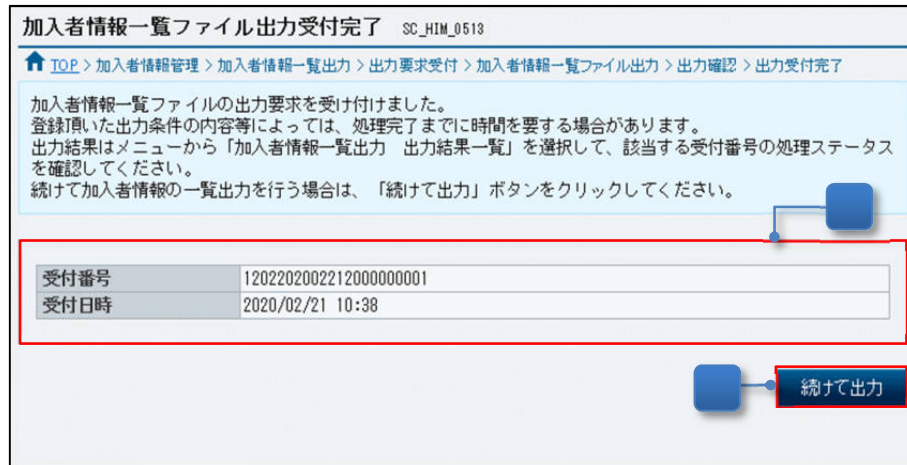 加入者情報一覧ファイル出力受付完了 SC_HIM_0513
TOP > 加入者情報管理 > 加入者情報一覧出力 > 出力要求受付 > 加入者情報一覧ファイル出力 > 出力確認 > 出力受付完了
加入者情報一覧ファイルの出力要求を受け付けました。
登録頂いた出力条件の内容等によっては、処理完了までに時間を要する場合があります。
出力結果はメニューから「加入者情報一覧出力　出力結果一覧」を選択して、該当する受付番号の処理ステータス
を確認してください。
続けて加入者情報の一覧出力を行う場合は、「続けて出力」ボタンをクリックしてください。
受付番号 1202202002212000000001
受付日時 2020/02/21 10:38
続けて出力